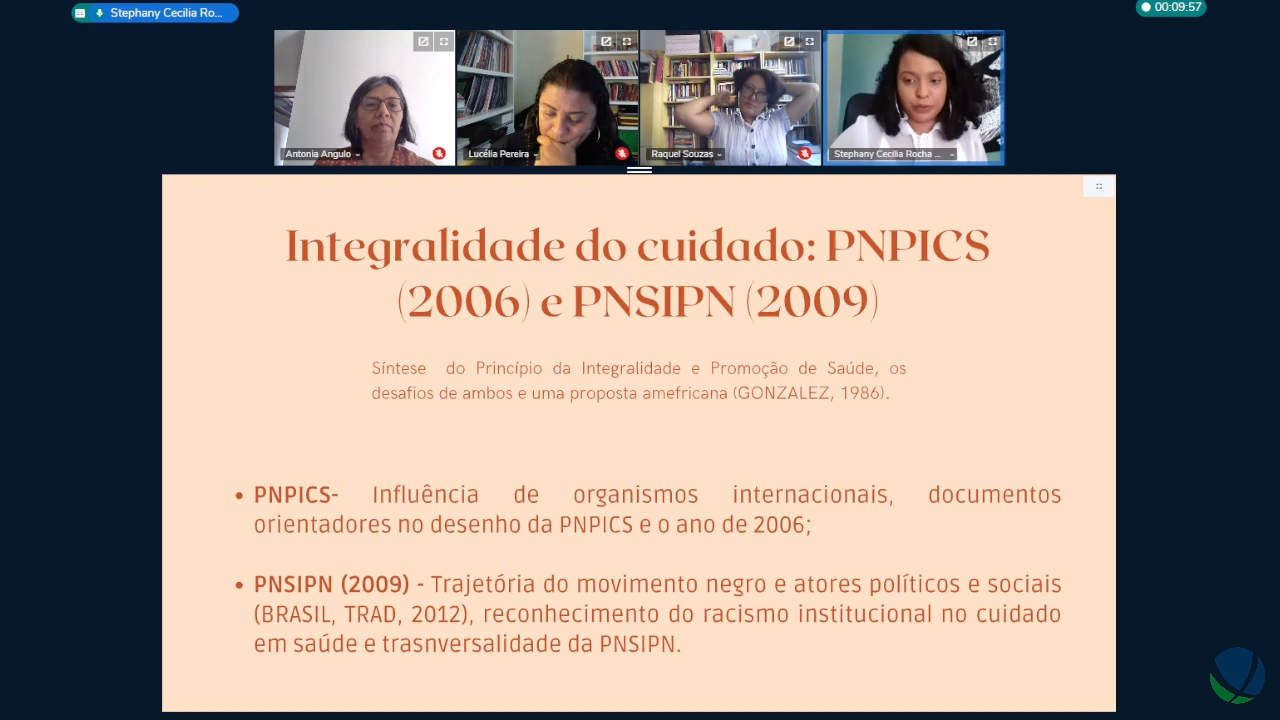 Stephany Cecilia Ro...
00:09:57
Antonia Angulo
Lucélia Pereira
Raquel Souzas
Stephany Cecilia Rocha ...
Integralidade do cuidado: PNPICS
(2006) e PNSIPN (2009)
Síntese do Princípio da Integralidade e Promoção de Saúde, os
desafios de ambos e uma proposta amefricana (GONZALEZ, 1986).
• PNPICS- Influência de organismos internacionais, documentos
orientadores no desenho da PNPICS e o ano de 2006;
• PNSIPN (2009) - Trajetória do movimento negro e atores políticos e sociais
(BRASIL, TRAD, 2012), reconhecimento do racismo institucional no cuidado
em saúde e trasnversalidade da PNSIPN.